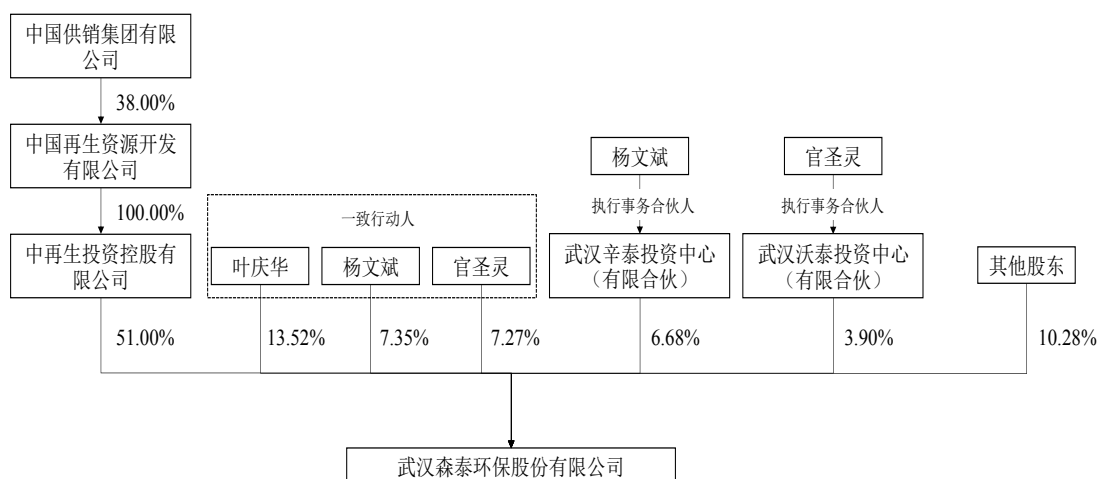 中国供销集团有限
公司
38.00%
中国再生资源开发
有限公司
杨文斌
官圣灵
执行事务合伙人
执行事务合伙人
100.00%
一致行动人
中再生投资控股有
限公司
叶庆华
杨文斌
官圣灵
武汉辛泰投资中心
（有限合伙）
武汉沃泰投资中心
（有限合伙）
其他股东
51.00%
13.52%
7.35%
7.27%
6.68%
3.90%
10.28%
武汉森泰环保股份有限公司